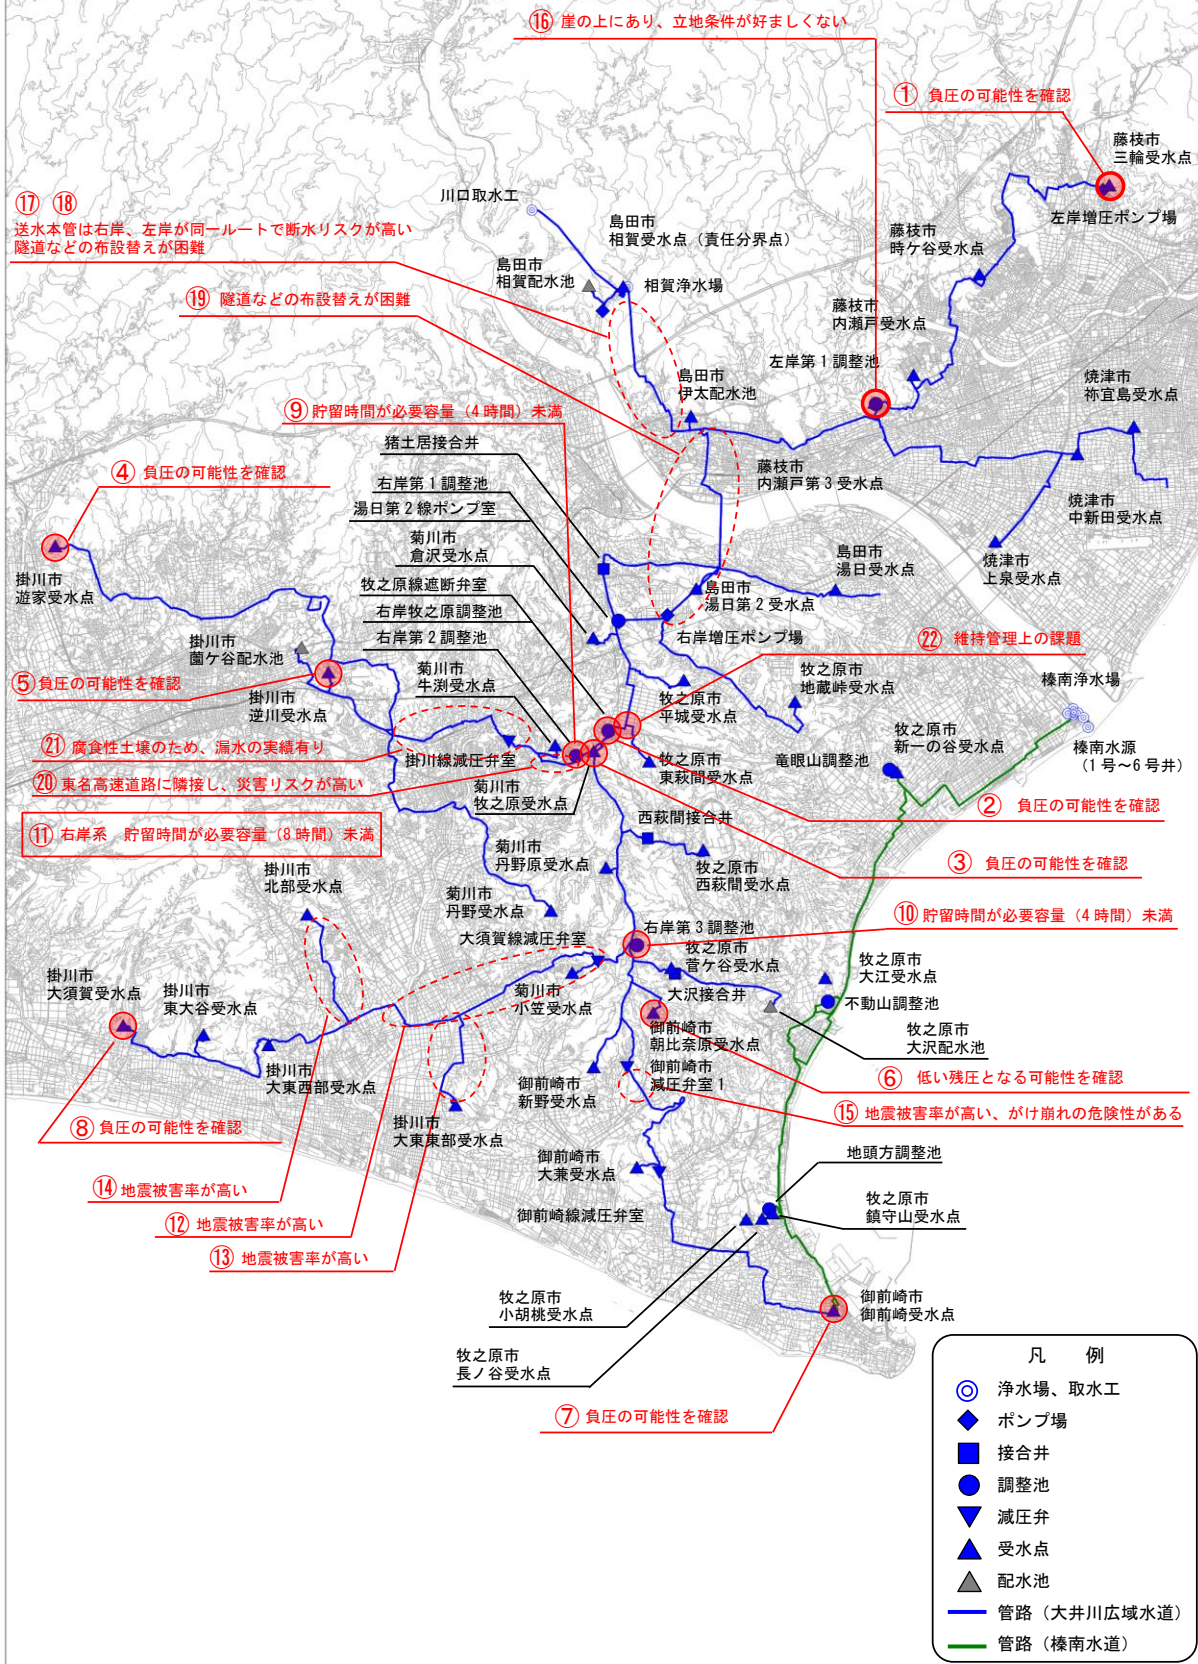 ⑯ 崖の上にあり、立地条件が好ましくない
① 負圧の可能性を確認
藤枝市
三輪受水点
左岸増圧ポンプ場
川口取水工
⑰ ⑱
送水本管は右岸、左岸が同一ルートで断水リスクが高い
隧道などの布設替えが困難
島田市
相賀受水点（責任分界点）
藤枝市
時ケ谷受水点
島田市
相賀配水池
相賀浄水場
⑲ 隧道などの布設替えが困難
藤枝市
内瀬戸受水点
左岸第１調整池
島田市
伊太配水池
焼津市
祢宜島受水点
⑨ 貯留時間が必要容量（4時間）未満
猪土居接合井
④ 負圧の可能性を確認
藤枝市
内瀬戸第３受水点
右岸第１調整池
湯日第２線ポンプ室
焼津市
中新田受水点
菊川市
倉沢受水点
島田市
湯日受水点
焼津市
上泉受水点
掛川市
遊家受水点
牧之原線遮断弁室
島田市
湯日第２受水点
右岸牧之原調整池
右岸増圧ポンプ場
右岸第２調整池
㉒ 維持管理上の課題
掛川市
薗ケ谷配水池
菊川市
牛渕受水点
牧之原市
地蔵峠受水点
榛南浄水場
⑤ 負圧の可能性を確認
掛川市
逆川受水点
牧之原市
平城受水点
牧之原市
新一の谷受水点
㉑ 腐食性土壌のため、漏水の実績有り
掛川線減圧弁室
牧之原市
東萩間受水点
竜眼山調整池
榛南水源
（1号～6号井）
⑳ 東名高速道路に隣接し、災害リスクが高い
菊川市
牧之原受水点
② 負圧の可能性を確認
⑪ 右岸系 貯留時間が必要容量（8時間）未満
西萩間接合井
菊川市
丹野原受水点
③ 負圧の可能性を確認
牧之原市
西萩間受水点
掛川市
北部受水点
菊川市
丹野受水点
⑩ 貯留時間が必要容量（4時間）未満
右岸第３調整池
大須賀線減圧弁室
牧之原市
菅ケ谷受水点
牧之原市
大江受水点
掛川市
大須賀受水点
掛川市
東大谷受水点
菊川市
小笠受水点
大沢接合井
不動山調整池
御前崎市
朝比奈原受水点
牧之原市
大沢配水池
掛川市
大東西部受水点
御前崎市
新野受水点
御前崎市
減圧弁室１
⑥ 低い残圧となる可能性を確認
⑮ 地震被害率が高い、がけ崩れの危険性がある
⑧ 負圧の可能性を確認
掛川市
大東東部受水点
地頭方調整池
御前崎市
大兼受水点
⑭ 地震被害率が高い
牧之原市
鎮守山受水点
⑫ 地震被害率が高い
御前崎線減圧弁室
⑬ 地震被害率が高い
牧之原市
小胡桃受水点
御前崎市
御前崎受水点
牧之原市
長ノ谷受水点
⑦ 負圧の可能性を確認
凡 例
浄水場、取水工
ポンプ場
接合井
調整池
減圧弁
受水点
配水池
管路（大井川広域水道）
管路（榛南水道）